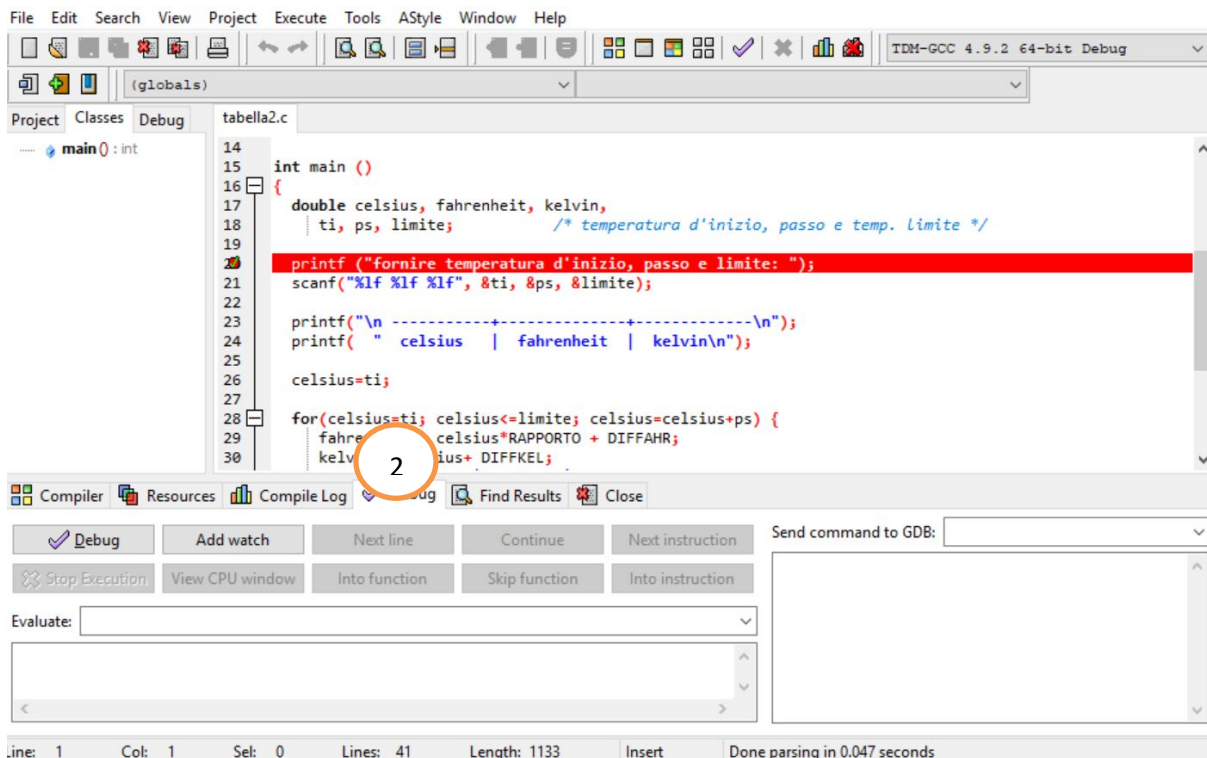 File Edit Search View Project Execute Tools AStyle Window Help
TDM-GCC 4.9.2 64-bit Debug
(globals)
Project Classes Debug
tabella2.c
main () : int
14
15 int main ()
16 {
17 double celsius, fahrenheit, kelvin,
18 ti, ps, limite; /* temperatura d'inizio, passo e temp. limite */
19
printf ("fornire temperatura d'inizio, passo e limite: ");
21 scanf("%lf %lf %lf", &ti, &ps, &limite);
22
23 printf("\n -----------+--------------+-------------\n");
24 printf( " celsius | fahrenheit | kelvin\n");
25
26 celsius=ti;
27
28 for(celsius=ti; celsius<=limite; celsius=celsius+ps) {
29 fahre celsius*RAPPORTO + DIFFAHR;
30 kelv ius+ DIFFKEL;
2
Compiler Resources Compile Log ug Find Results Close
Debug Add watch Next line Continue Next instruction
Send command to GDB:
Stop Execution View CPU window Into function Skip function Into instruction
Evaluate:
Line: 1 Col: 1 Sel: 0 Lines: 41 Length: 1133 Insert Done parsing in 0.047 seconds